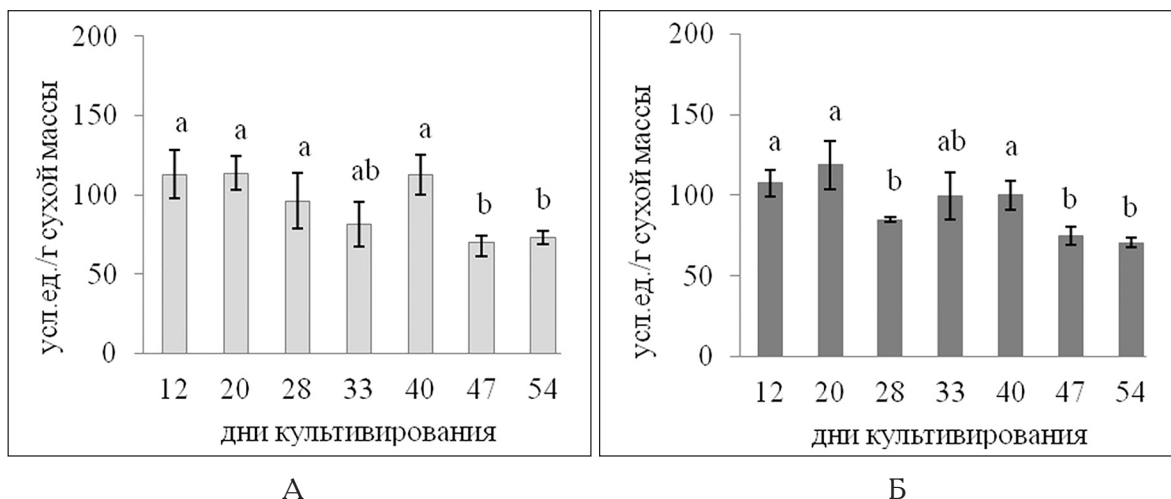 200
150
100
50
0
усл.ед./г сухой массы
a a a ab a b b
12 20 28 33 40 47 54
дни культивирования
А
200
150
100
50
0
усл.ед./г сухой массы
a a b ab a b b
12 20 28 33 40 47 54
дни культивирования
Б